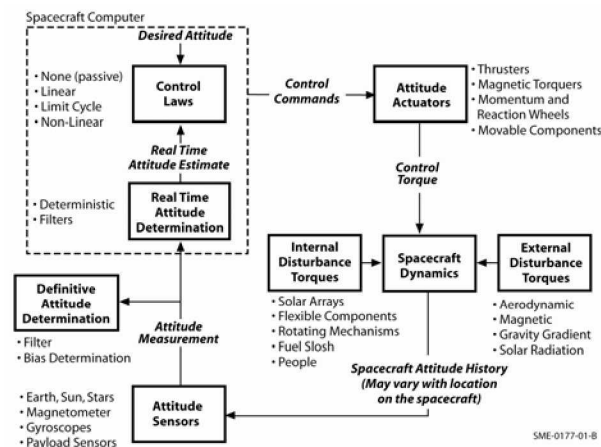 Spacecraft Computer
Desired Attitude
• None (passive)
• Linear
• Limit Cycle
• Non-Linear
Control
Laws
Control
Commands
Attitude
Actuators
• Thrusters
• Magnetic Torquers
• Momentum and
Reaction Wheels
• Movable Components
Real Time
Attitude Estimate
Control
Torque
• Deterministic
• Filters
Real Time
Attitude
Determination
Internal
Disturbance
Torques
Spacecraft
Dynamics
External
Disturbance
Torques
Definitive
Attitude
Determination
• Filter
• Bias Determination
Attitude
Measurement
• Solar Arrays
• Flexible Components
• Rotating Mechanisms
• Fuel Slosh
• People
• Aerodynamic
• Magnetic
• Gravity Gradient
• Solar Radiation
Spacecraft Attitude History
(May vary with location
on the spacecraft)
• Earth, Sun, Stars
• Magnetometer
• Gyroscopes
• Payload Sensors
Attitude
Sensors
SME-0177-01-B